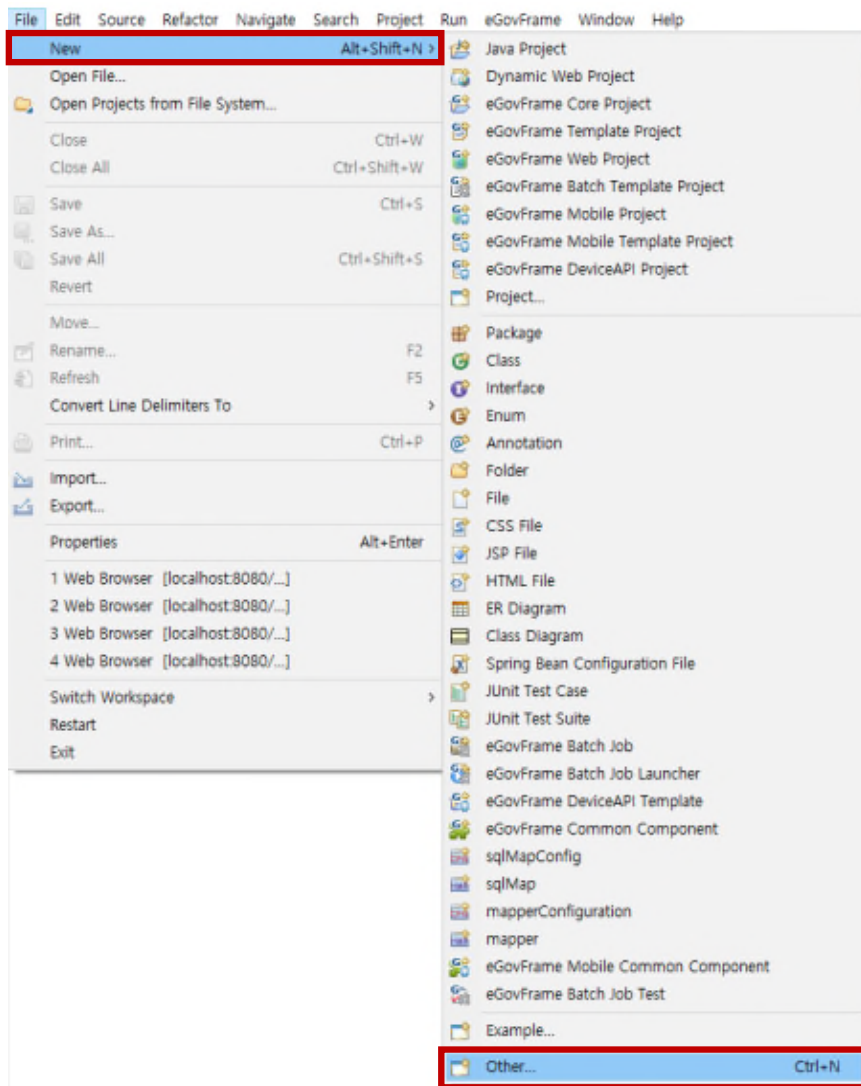 File Edit Source Refactor Navigate Search Project Run eGovFrame Window Help
New Alt+Shift+N >
Open File...
Open Projects from File System...
Close Ctrl+W
Close All Ctrl+Shift+W
Save Ctrl+S
Save As...
Save All Ctrl+Shift+S
Revert
Move...
Rename... F2
Refresh F5
Convert Line Delimiters To >
Print... Ctrl+P
Import...
Export...
Properties Alt+Enter
1 Web Browser [localhost:8080/...]
2 Web Browser [localhost:8080/...]
3 Web Browser [localhost:8080/...]
4 Web Browser [localhost:8080/...]
Switch Workspace >
Restart
Exit
Java Project
Dynamic Web Project
eGovFrame Core Project
eGovFrame Template Project
eGovFrame Web Project
eGovFrame Batch Template Project
eGovFrame Mobile Project
eGovFrame Mobile Template Project
eGovFrame DeviceAPI Project
Project...
Package
Class
Interface
Enum
Annotation
Folder
File
CSS File
JSP File
HTML File
ER Diagram
Class Diagram
Spring Bean Configuration File
JUnit Test Case
JUnit Test Suite
eGovFrame Batch Job
eGovFrame Batch Job Launcher
eGovFrame DeviceAPI Template
eGovFrame Common Component
sqlMapConfig
sqlMap
mapperConfiguration
mapper
eGovFrame Mobile Common Component
eGovFrame Batch Job Test
Example...
Other... Ctrl+N